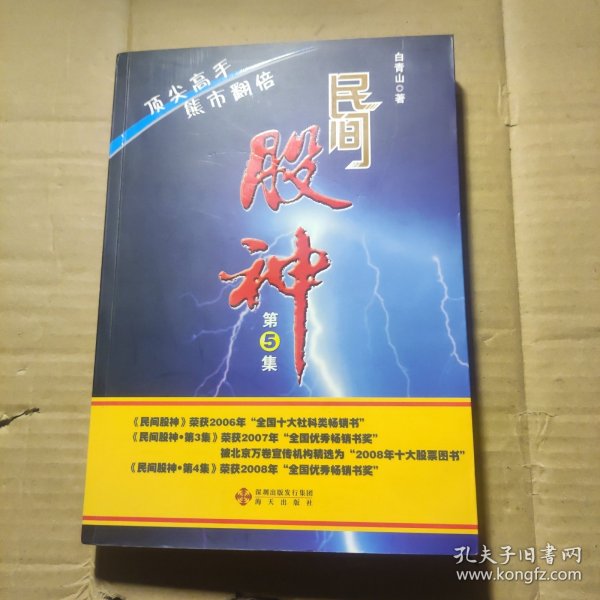 顶尖高手
熊市翻倍
白青山○著
民间
股神
第5集
《民间股神》荣获2006年“全国十大社科类畅销书”
《民间股神•第3集》荣获2007年“全国优秀畅销书奖”
被北京万卷宣传机构精选为“2008年十大股票图书”
《民间股神•第4集》荣获2008年“全国优秀畅销书奖”
深圳出版发行集团
海天出版社
孔夫子旧书网
www.kongfz.com